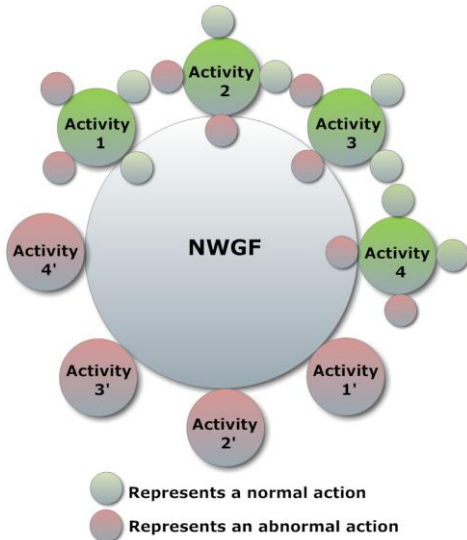 Activity
2
Activity
1
Activity
3
NWGF
Activity
4'
Activity
4
Activity
3'
Activity
1'
Activity
2'
Represents a normal action
Represents an abnormal action